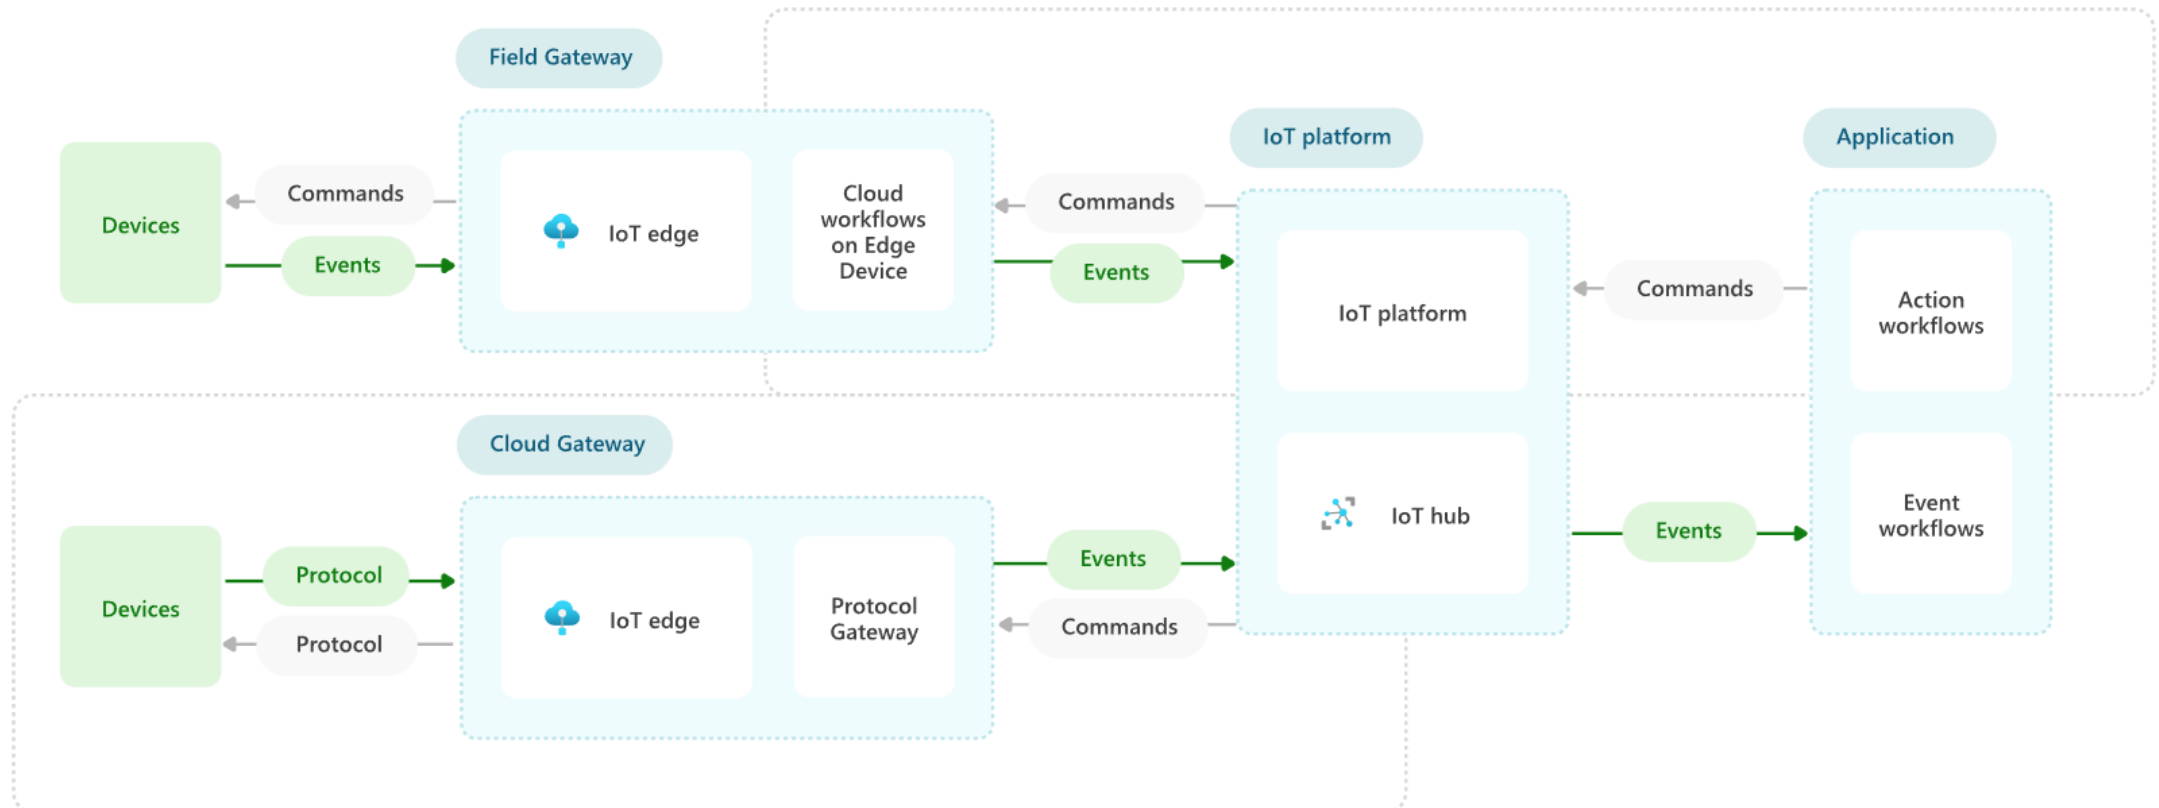 Field Gateway
IoT platform
Application
Devices
Commands
Events
IoT edge
Cloud
workflows
on Edge
Device
Commands
Events
IoT platform
Commands
Action
workflows
Cloud Gateway
Devices
Protocol
Protocol
IoT edge
Protocol
Gateway
Events
Commands
IoT hub
Events
Event
workflows